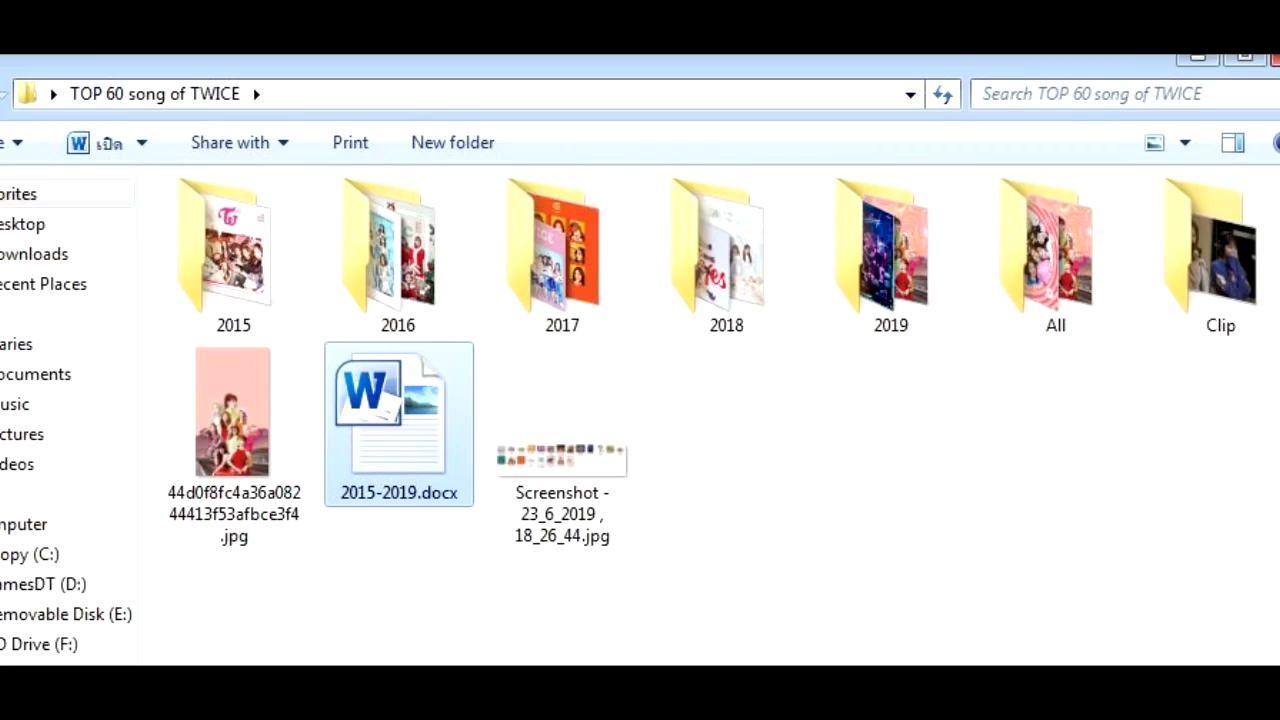 TOP 60 song of TWICE
Search TOP 60 song of TWICE
e
เปิด
Share with
Print
New folder
orites
esktop
ownloads
ecent Places
aries
ocuments
usic
ctures
deos
mputer
opy (C:)
amesDT (D:)
emovable Disk (E:)
D Drive (F:)
2015
2016
2017
2018
2019
All
Clip
44d0f8fc4a36a082
44413f53afbce3f4
.jpg
2015-2019.docx
Screenshot -
23_6_2019 ,
18_26_44.jpg
Yes
W
W